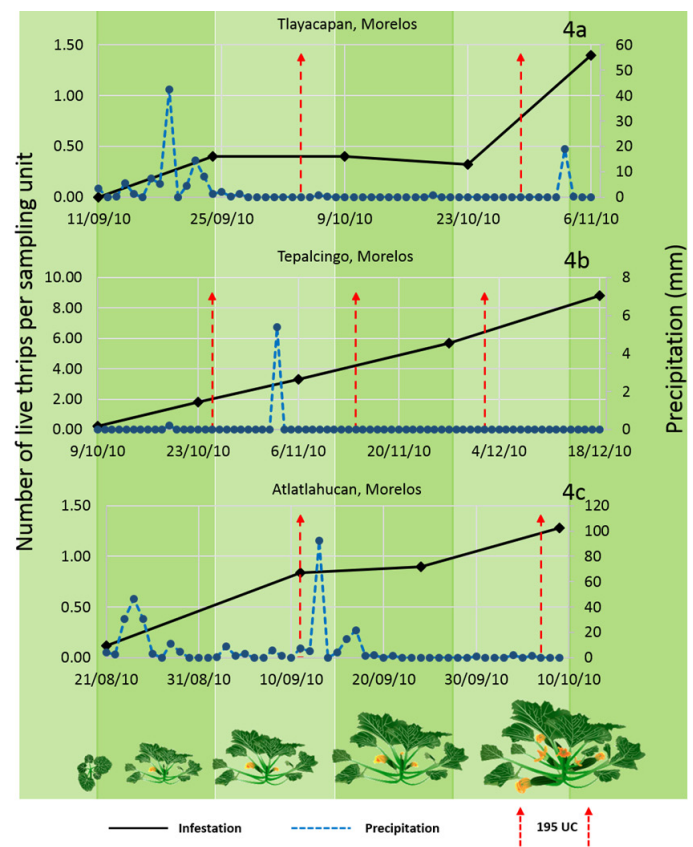 Tlayacapan, Morelos
4a
1.50
1.00
0.50
0.00
60
50
40
30
20
10
0
11/09/10 25/09/10 9/10/10 23/10/10 6/11/10
Number of live thrips per sampling unit
Precipitation (mm)
Tepalcingo, Morelos
4b
10.00
8.00
6.00
4.00
2.00
0.00
8
6
4
2
0
9/10/10 23/10/10 6/11/10 20/11/10 4/12/10 18/12/10
Atlatlahucan, Morelos
4c
1.50
1.00
0.50
0.00
120
100
80
60
40
20
0
21/08/10 31/08/10 10/09/10 20/09/10 30/09/10 10/10/10
Infestation Precipitation 195 UC